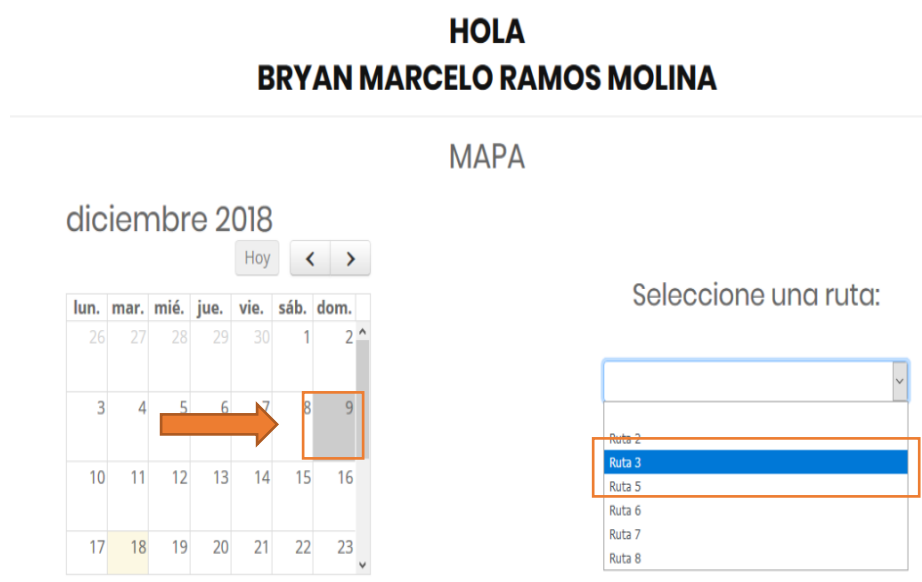 HOLA
BRYAN MARCELO RAMOS MOLINA
MAPA
diciembre 2018
Hoy
lun. mar. mié. jue. vie. sáb. dom.
26 27 28 29 30 1 2
3 4 5 6 7 8 9
10 11 12 13 14 15 16
17 18 19 20 21 22 23
Seleccione una ruta:
Ruta 2
Ruta 3
Ruta 5
Ruta 6
Ruta 7
Ruta 8